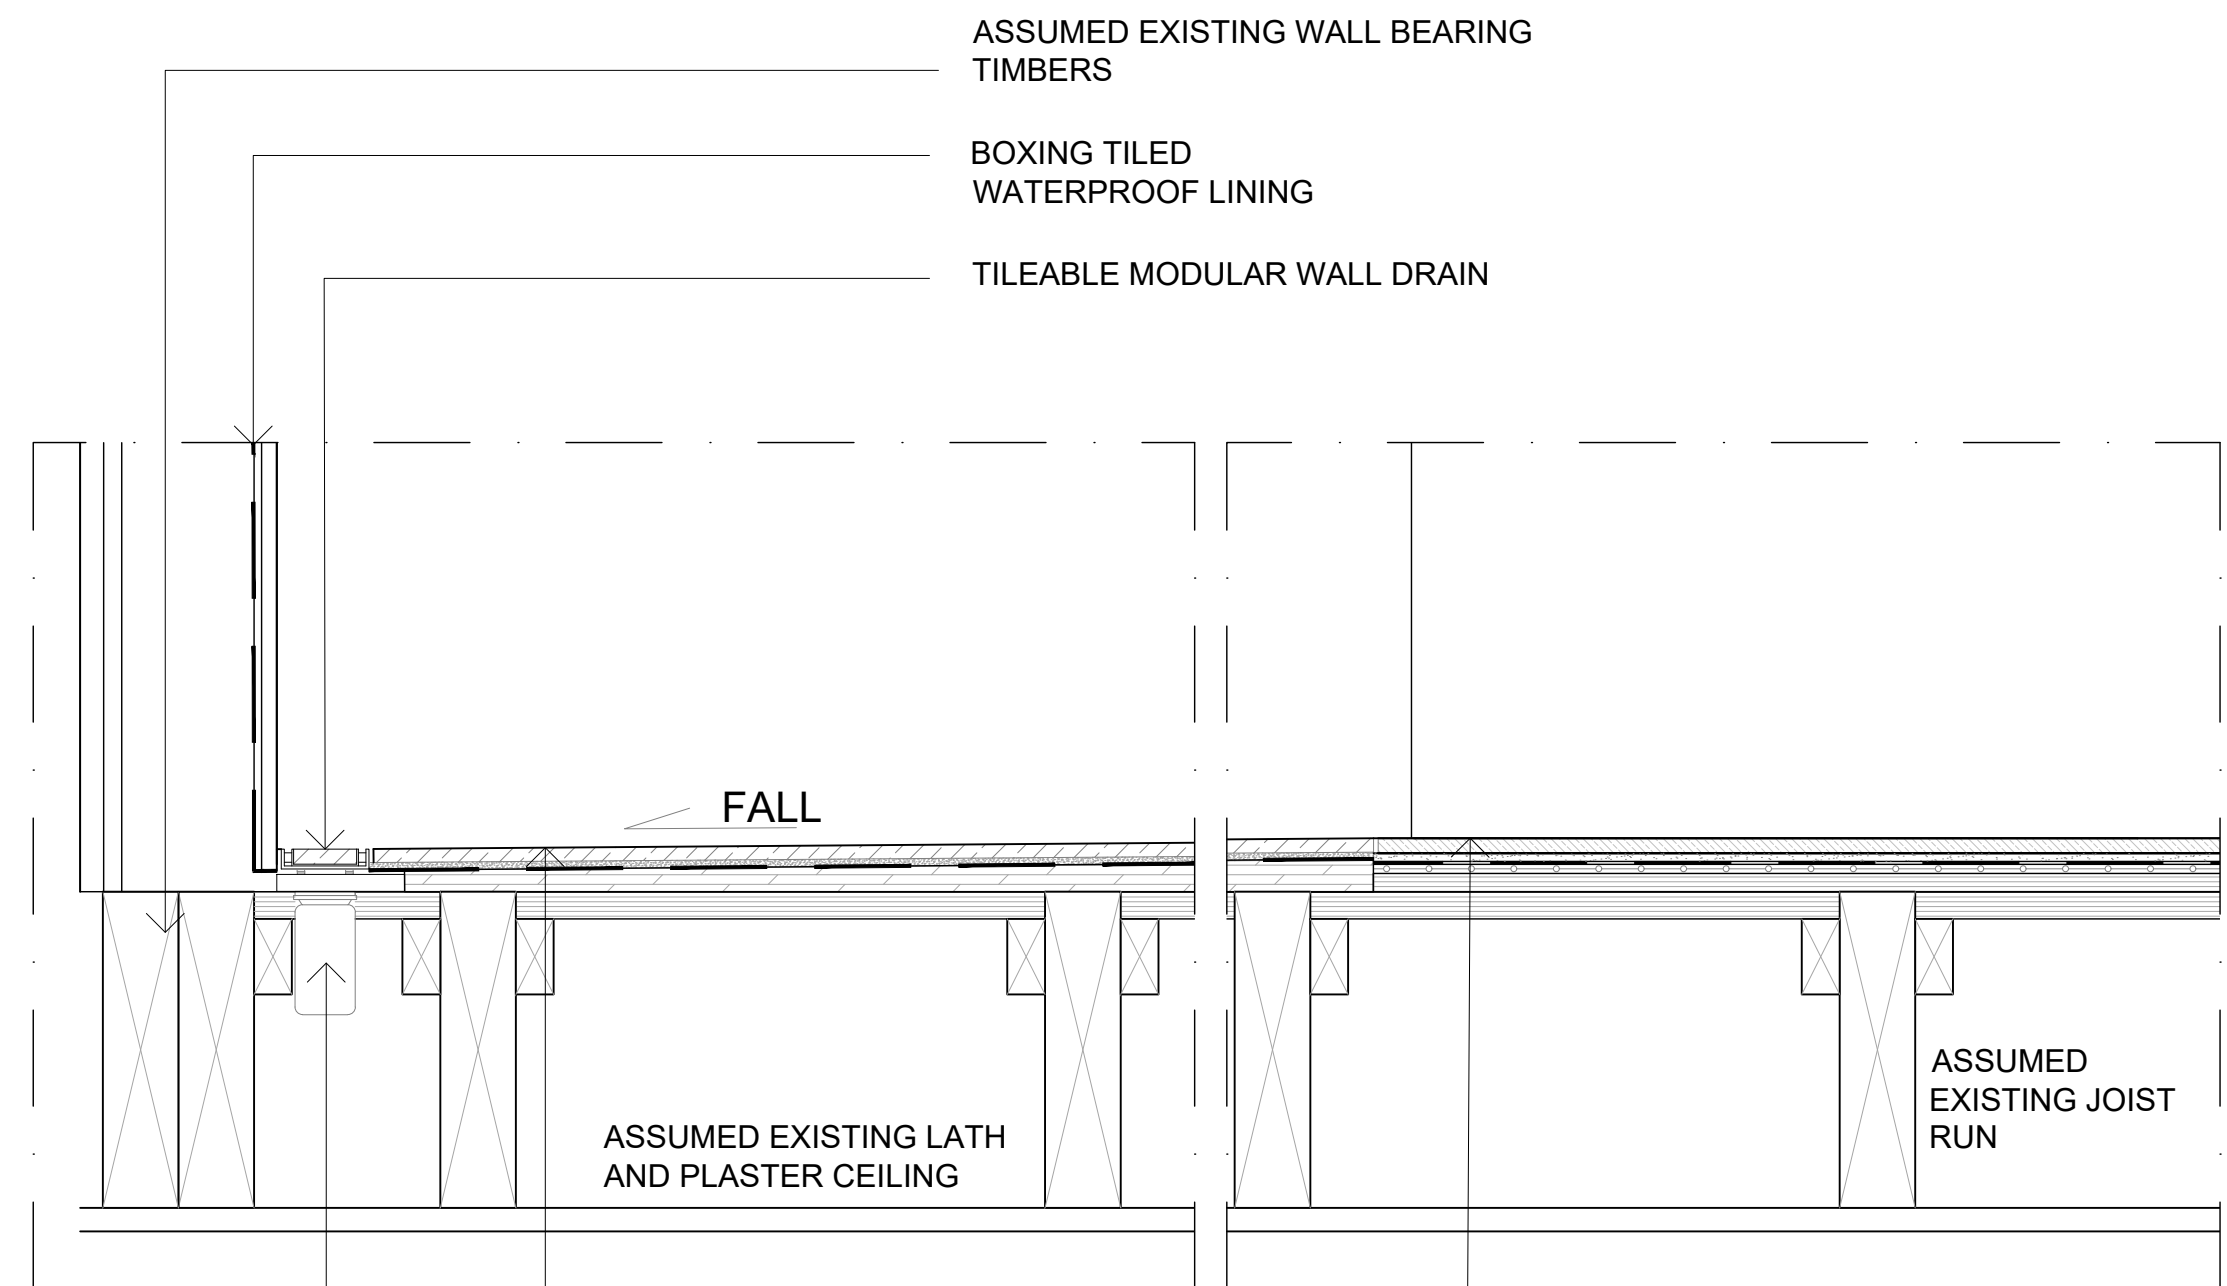 ASSUMED EXISTING WALL BEARING
TIMBERS
BOXING TILED
WATERPROOF LINING
TILEABLE MODULAR WALL DRAIN
FALL
ASSUMED EXISTING LATH
AND PLASTER CEILING
ASSUMED
EXISTING JOIST
RUN